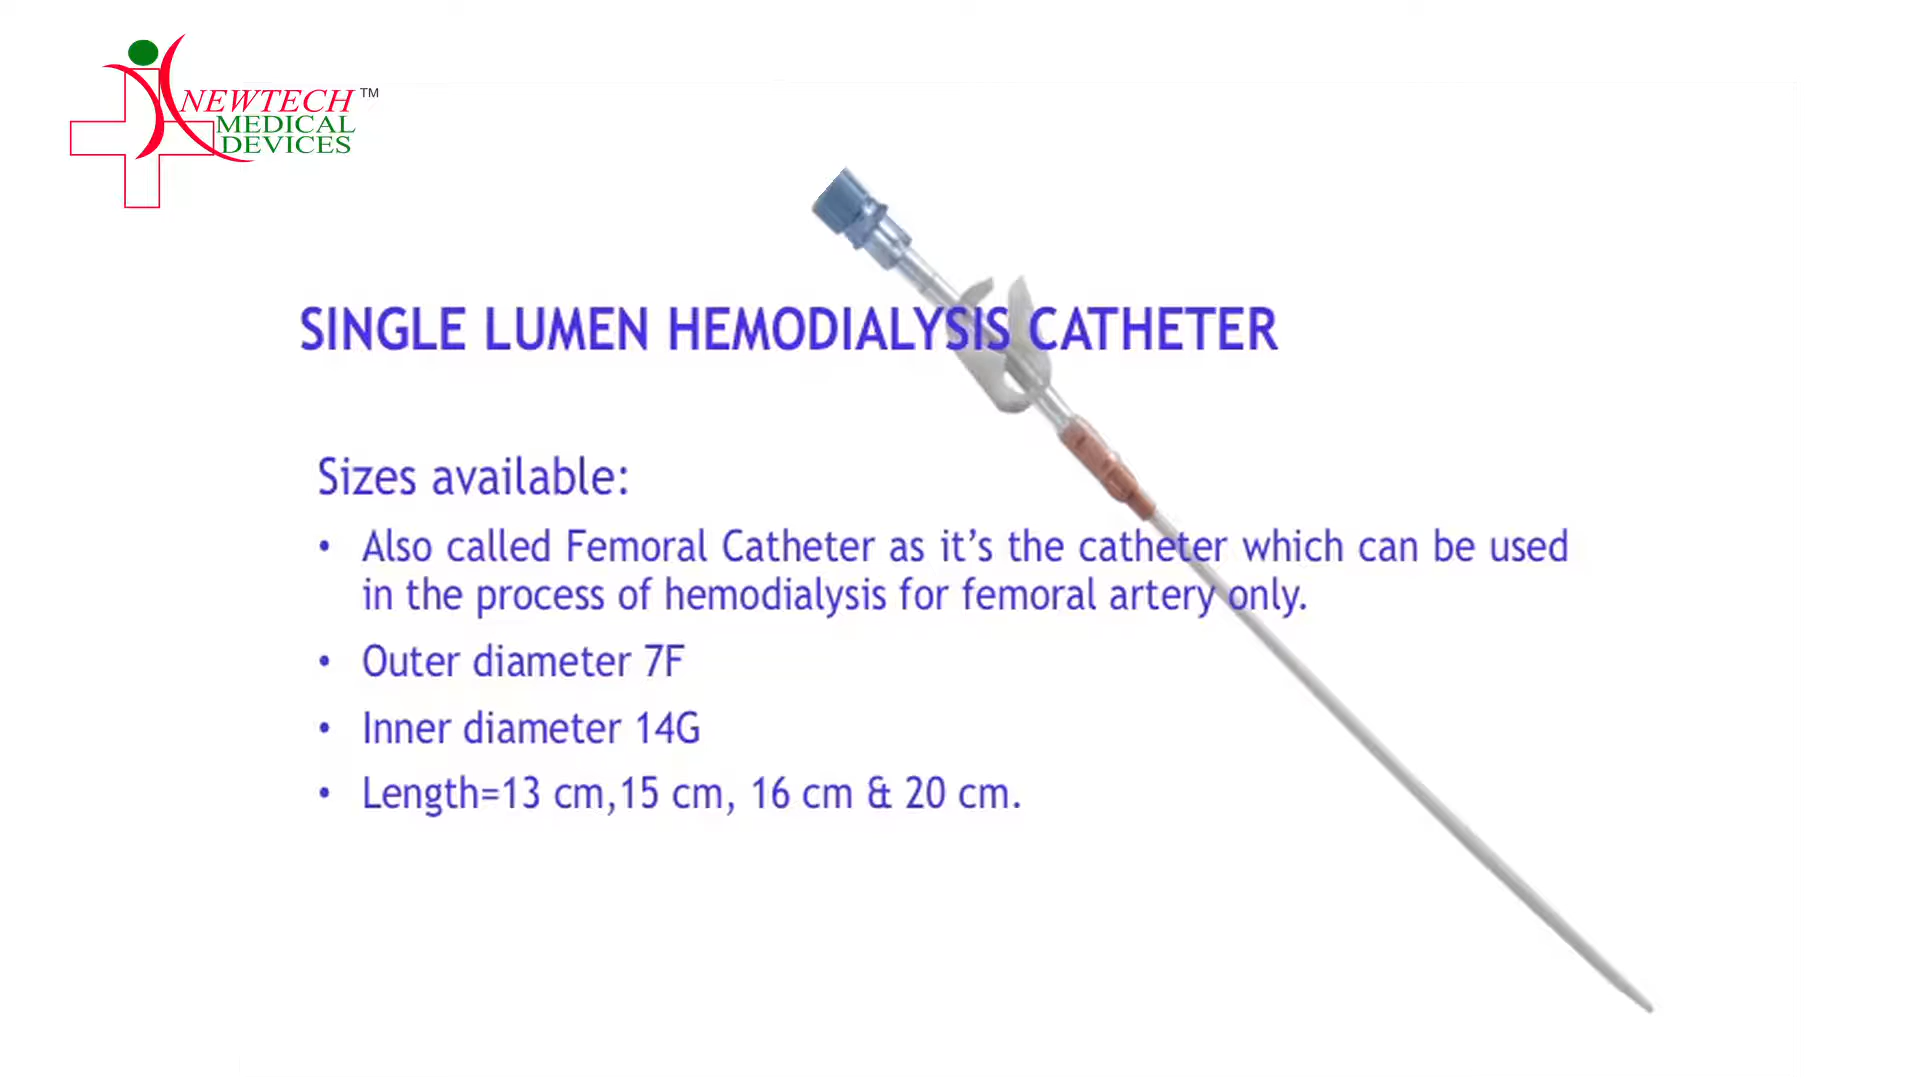 NEWTECH™
MEDICAL
DEVICES
SINGLE LUMEN HEMODIALYSIS CATHETER
Sizes available:
• Also called Femoral Catheter as it’s the catheter which can be used
in the process of hemodialysis for femoral artery only.
• Outer diameter 7F
• Inner diameter 14G
• Length=13 cm,15 cm, 16 cm & 20 cm.